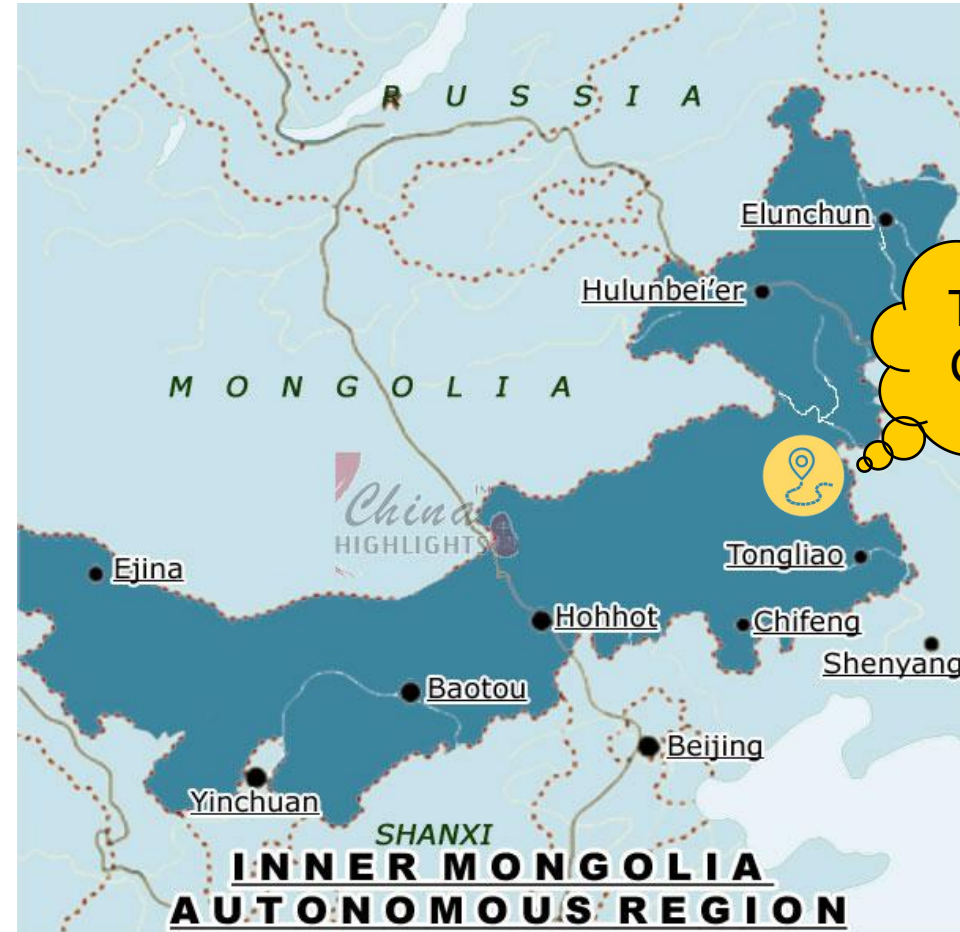 RUSSIA
Elunchun
Hulunbei'er
MONGOLIA
China
HIGHLIGHTS
Ejina
Tongliao
Hohhot
Chifeng
Shenyang
Baotou
Beijing
Yinchuan
SHANXI
INNER MONGOLIA
AUTONOMOUS REGION